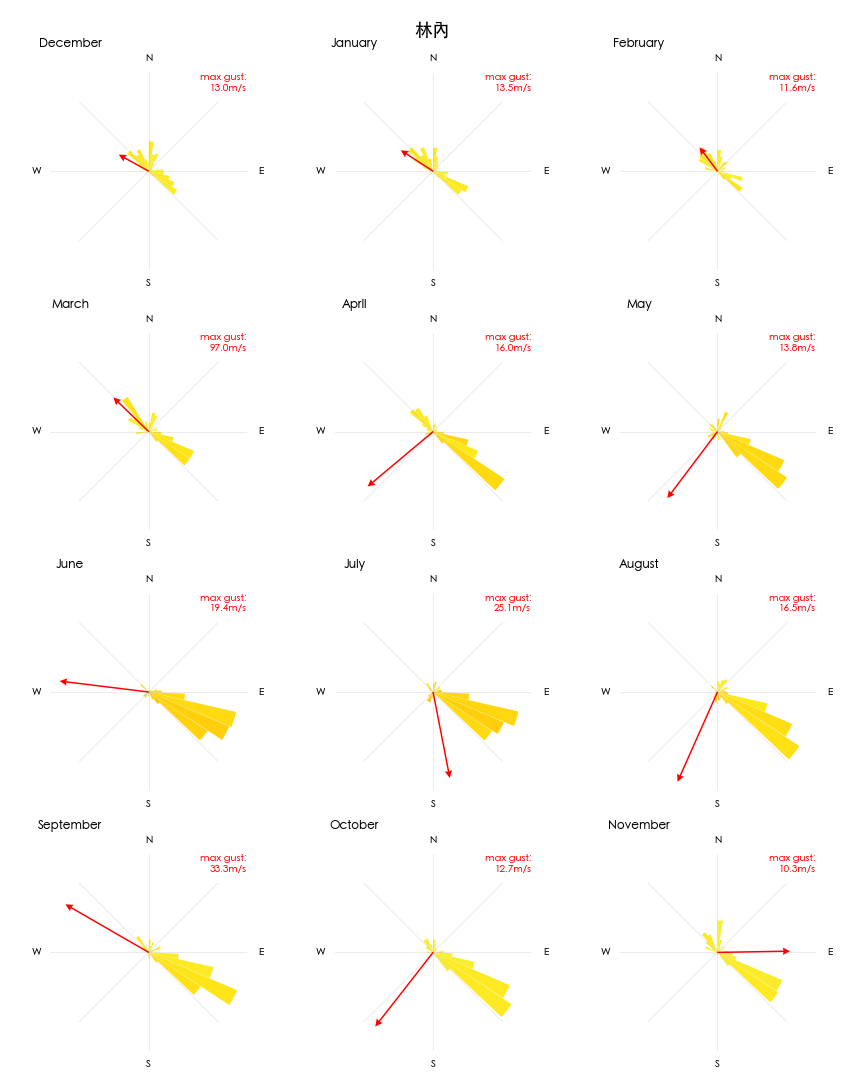 林內
December
N
max gust:
13.0m/s
W
E
S
January
N
max gust:
13.5m/s
W
E
S
February
N
max gust:
11.6m/s
W
E
S
March
N
max gust:
97.0m/s
W
E
S
April
N
max gust:
16.0m/s
W
E
S
May
N
max gust:
13.8m/s
W
E
S
June
N
max gust:
19.4m/s
W
E
S
July
N
max gust:
25.1m/s
W
E
S
August
N
max gust:
16.5m/s
W
E
S
September
N
max gust:
33.3m/s
W
E
S
October
N
max gust:
12.7m/s
W
E
S
November
N
max gust:
10.3m/s
W
E
S